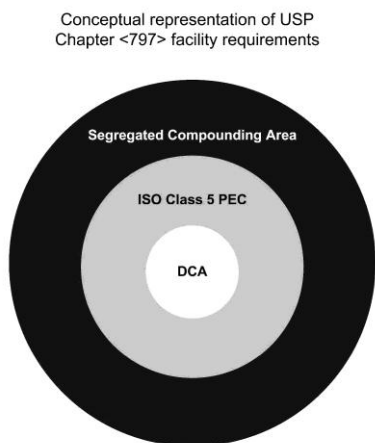 Conceptual representation of USP
Chapter <797> facility requirements
Segregated Compounding Area
ISO Class 5 PEC
DCA